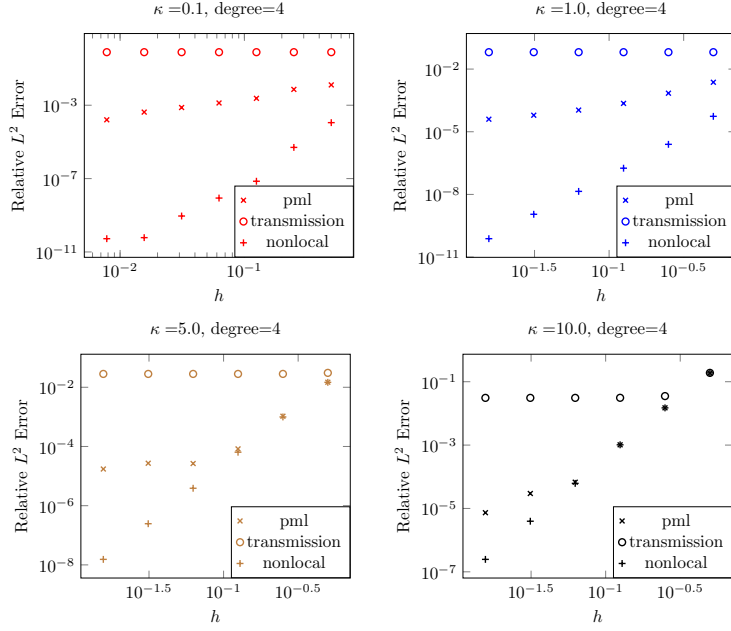 κ =0.1, degree=4
Relative L² Error
10⁻³
10⁻⁷
10⁻¹¹
10⁻²
10⁻¹
h
pml
transmission
nonlocal
κ =1.0, degree=4
Relative L² Error
10⁻²
10⁻⁵
10⁻⁸
10⁻¹¹
10⁻¹·⁵
10⁻¹
10⁻⁰·⁵
h
pml
transmission
nonlocal
κ =5.0, degree=4
Relative L² Error
10⁻²
10⁻⁴
10⁻⁶
10⁻⁸
10⁻¹·⁵
10⁻¹
10⁻⁰·⁵
h
pml
transmission
nonlocal
κ =10.0, degree=4
Relative L² Error
10⁻¹
10⁻³
10⁻⁵
10⁻⁷
10⁻¹·⁵
10⁻¹
10⁻⁰·⁵
h
pml
transmission
nonlocal